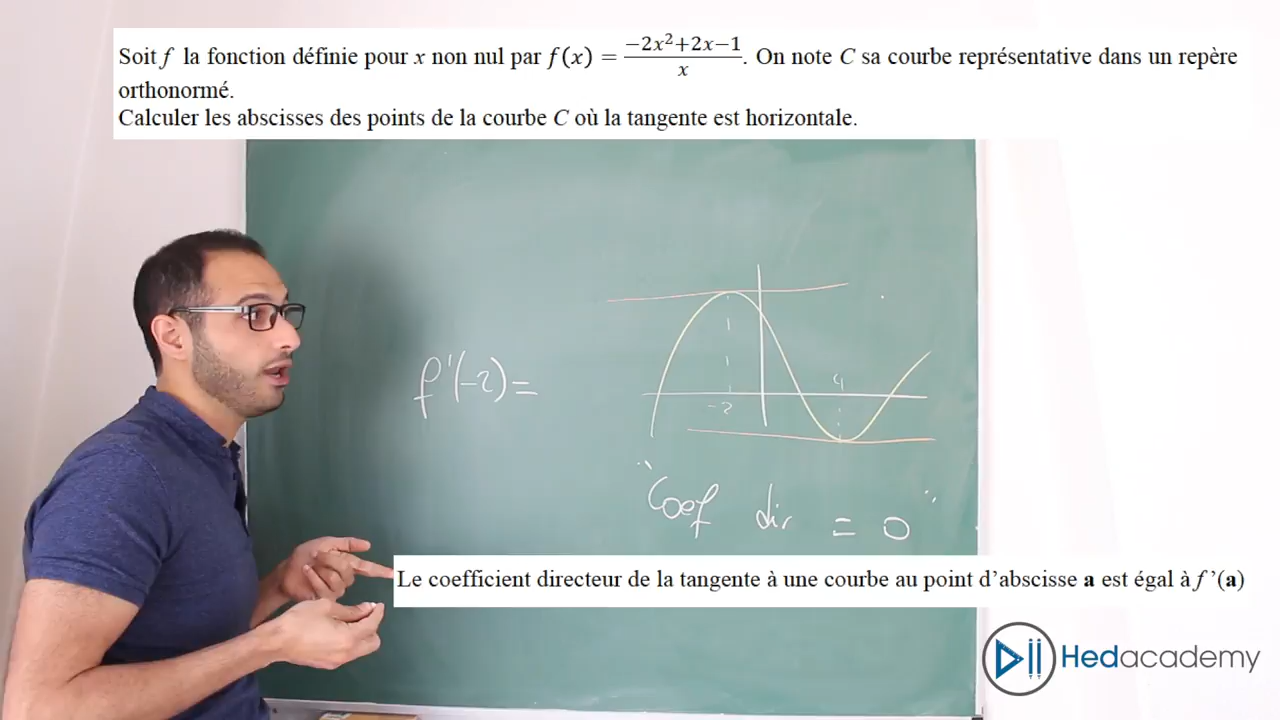 Soit f la fonction définie pour x non nul par f(x) = (−2x²+2x−1)/x. On note C sa courbe représentative dans un repère
orthonormé.
Calculer les abscisses des points de la courbe C où la tangente est horizontale.
f'(-2) =
4
-2
"Coef dir = 0"
Le coefficient directeur de la tangente à une courbe au point d'abscisse a est égal à f '(a)
Hedacademy